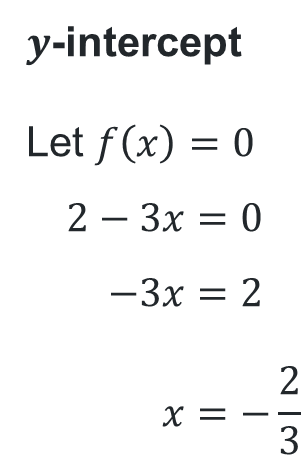 y-intercept
Let f(x) = 0
2 − 3x = 0
−3x = 2
x = −2/3